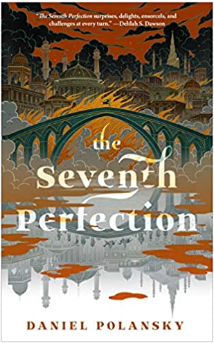 "The Seventh Perfection surprises, delights, ensorcels, and
challenges at every turn." —Delilah S. Dawson
the
Seventh
Perfection
DANIEL POLANSKY